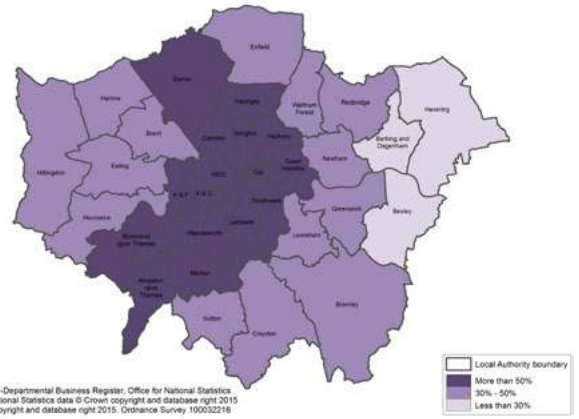 Enfield
Barnet
Haringey
Waltham
Forest
Redbridge
Havering
Harrow
Brent
Camden
Islington
Hackney
Barking and
Dagenham
Hillingdon
Ealing
WCC
City
Tower
Hamlets
Newham
H & F
K & C
Southwark
Greenwich
Bexley
Hounslow
Richmond
upon Thames
Wandsworth
Lambeth
Lewisham
Merton
Kingston
upon
Thames
Sutton
Croydon
Bromley
-Departmental Business Register, Office for National Statistics
tional Statistics data © Crown copyright and database right 2015
pyright and database right 2015. Ordnance Survey 100032216
Local Authority boundary
More than 50%
30% - 50%
Less than 30%